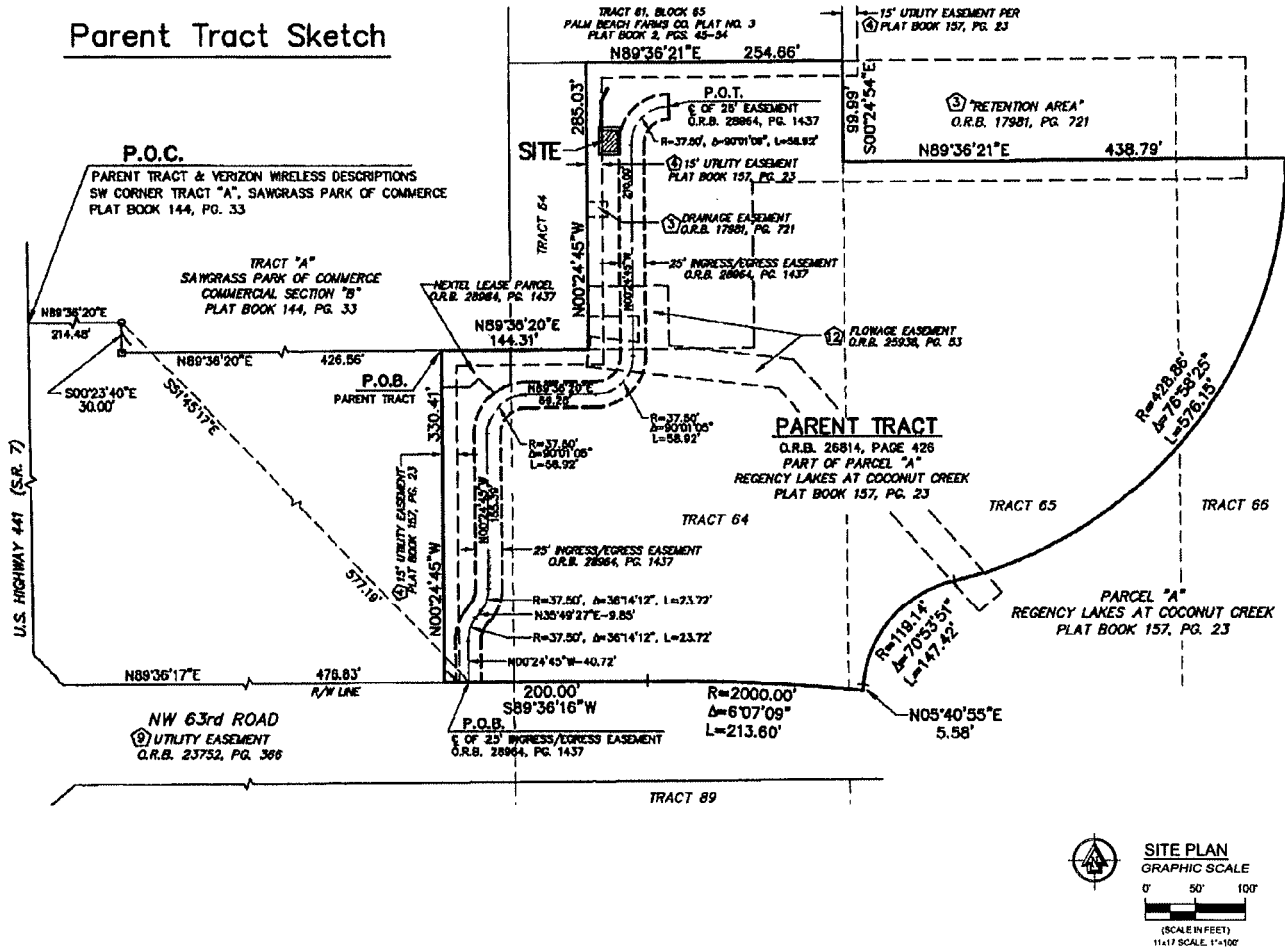 Parent Tract Sketch
TRACT 61, BLOCK 65
PALM BEACH FARMS CO. PLAT NO. 3
PLAT BOOK 2, PGS. 45-54
N89°36'21"E 254.66'
15' UTILITY EASEMENT PER
4 PLAT BOOK 157, PG. 23
S00°24'54"E
99.99'
3 "RETENTION AREA"
O.R.B. 17981, PG. 721
N89°36'21"E 438.79'
285.03'
P.O.T.
℄ OF 25' EASEMENT
O.R.B. 28964, PG. 1437
R=37.50', Δ=90°01'05", L=58.92'
SITE
4 15' UTILITY EASEMENT
PLAT BOOK 157, PG. 23
210.00'
P.O.C.
PARENT TRACT & VERIZON WIRELESS DESCRIPTIONS
SW CORNER TRACT "A", SAWGRASS PARK OF COMMERCE
PLAT BOOK 144, PG. 33
TRACT 64
3 DRAINAGE EASEMENT
O.R.B. 17981, PG. 721
N00°24'45"W
N00°24'45"W
25' INGRESS/EGRESS EASEMENT
O.R.B. 28964, PG. 1437
TRACT "A"
SAWGRASS PARK OF COMMERCE
COMMERCIAL SECTION "B"
PLAT BOOK 144, PG. 33
NEXTEL LEASE PARCEL
O.R.B. 28964, PG. 1437
N89°36'20"E
144.31'
12 FLOWAGE EASEMENT
O.R.B. 25938, PG. 53
N89°36'20"E
214.48'
N89°36'20"E 426.56'
S00°23'40"E
30.00'
S51°45'17"E
577.19'
P.O.B.
PARENT TRACT
330.41'
N00°24'45"W
N89°36'20"E
R=37.50'
Δ=90°01'05"
L=58.92'
R=37.50'
Δ=90°01'05"
L=58.92'
PARENT TRACT
O.R.B. 26814, PAGE 426
PART OF PARCEL "A"
REGENCY LAKES AT COCONUT CREEK
PLAT BOOK 157, PG. 23
R=428.86'
Δ=76°58'25"
L=576.15'
TRACT 64
TRACT 65
TRACT 66
4 15' UTILITY EASEMENT
PLAT BOOK 157, PG. 23
N00°24'45"W
25' INGRESS/EGRESS EASEMENT
O.R.B. 28964, PG. 1437
R=37.50', Δ=36°14'12", L=23.72'
N35°49'27"E-9.85'
R=37.50', Δ=36°14'12", L=23.72'
N00°24'45"W-40.72'
PARCEL "A"
REGENCY LAKES AT COCONUT CREEK
PLAT BOOK 157, PG. 23
R=119.14'
Δ=70°53'51"
L=147.42'
U.S. HIGHWAY 441 (S.R. 7)
N89°36'17"E 476.83'
R/W LINE
200.00'
S89°36'16"W
R=2000.00'
Δ=6°07'09"
L=213.60'
N05°40'55"E
5.58'
NW 63rd ROAD
9 UTILITY EASEMENT
O.R.B. 23752, PG. 366
P.O.B.
℄ OF 25' INGRESS/EGRESS EASEMENT
O.R.B. 28964, PG. 1437
TRACT 89
N
SITE PLAN
GRAPHIC SCALE
0' 50' 100'
(SCALE IN FEET)
11x17 SCALE, 1"=100'